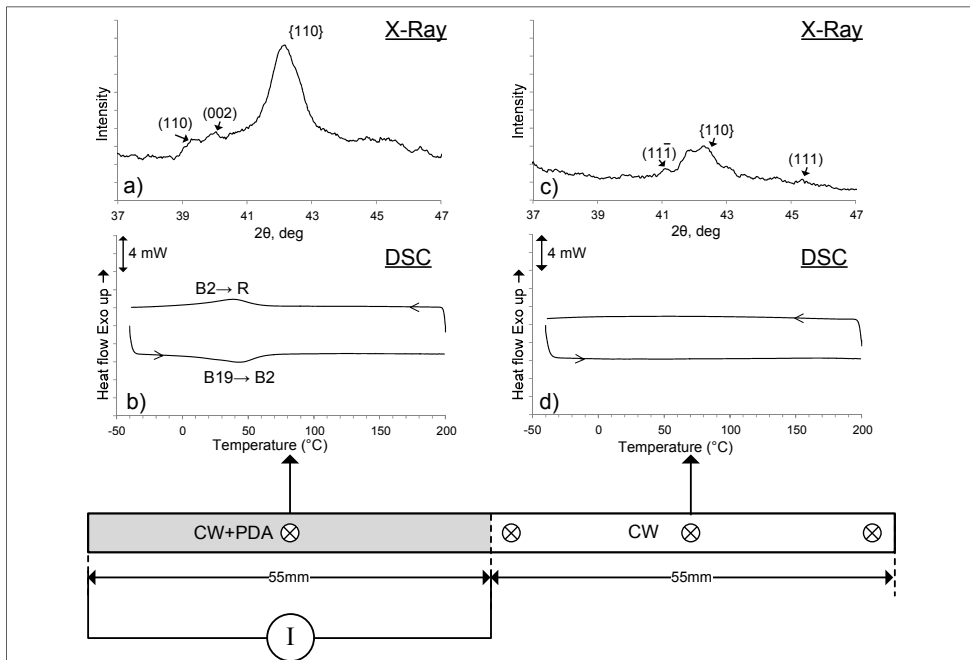 X-Ray
{110}
(002)
(110)
Intensity
a)
37 39 41 43 45 47
2θ, deg
X-Ray
{110}
(111̄)
(111)
Intensity
c)
37 39 41 43 45 47
2θ, deg
4 mW
DSC
B2→ R
B19→ B2
Heat flow Exo up →
b)
-50 0 50 100 150 200
Temperature (°C)
4 mW
DSC
Heat flow Exo up →
d)
-50 0 50 100 150 200
Temperature (°C)
CW+PDA
CW
55mm
55mm
I